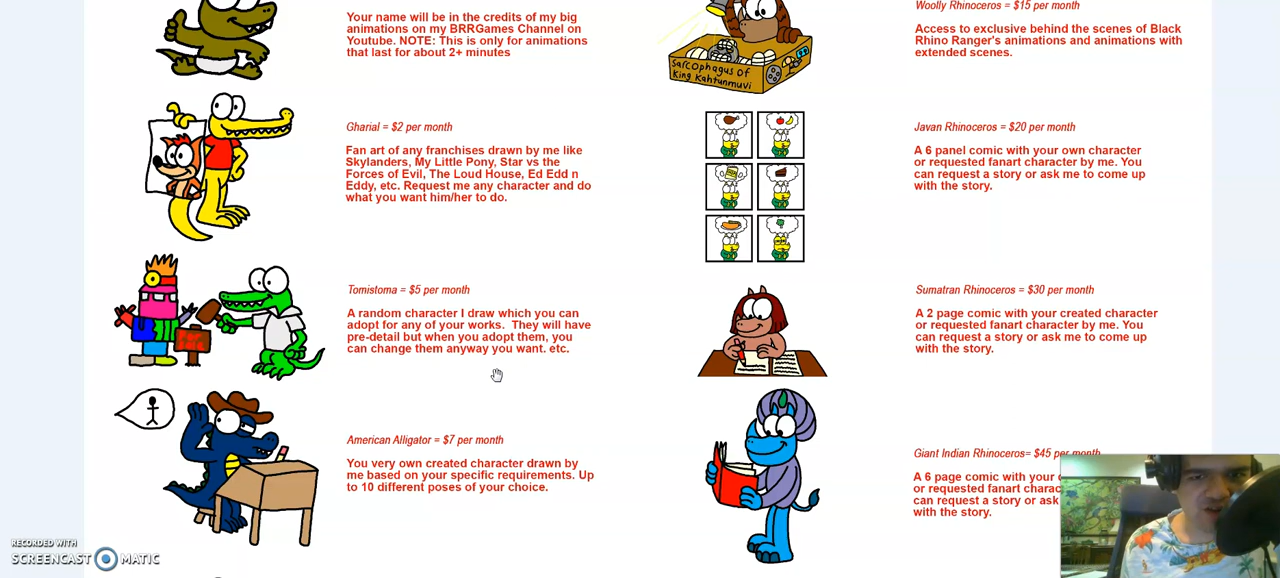 Your name will be in the credits of my big
animations on my BRRGames Channel on
Youtube. NOTE: This is only for animations
that last for about 2+ minutes
Gharial = $2 per month
Fan art of any franchises drawn by me like
Skylanders, My Little Pony, Star vs the
Forces of Evil, The Loud House, Ed Edd n
Eddy, etc. Request me any character and do
what you want him/her to do.
Tomistoma = $5 per month
A random character I draw which you can
adopt for any of your works. They will have
pre-detail but when you adopt them, you
can change them anyway you want. etc.
American Alligator = $7 per month
You very own created character drawn by
me based on your specific requirements. Up
to 10 different poses of your choice.
Sarcophagus of
King Kahtunmuvi
Woolly Rhinoceros = $15 per month
Access to exclusive behind the scenes of Black
Rhino Ranger's animations and animations with
extended scenes.
Javan Rhinoceros = $20 per month
A 6 panel comic with your own character
or requested fanart character by me. You
can request a story or ask me to come up
with the story.
Sumatran Rhinoceros = $30 per month
A 2 page comic with your created character
or requested fanart character by me. You
can request a story or ask me to come up
with the story.
Giant Indian Rhinoceros= $45 per month
A 6 page comic with your
or requested fanart charac
can request a story or ask
with the story.
RECORDED WITH
SCREENCAST MATIC